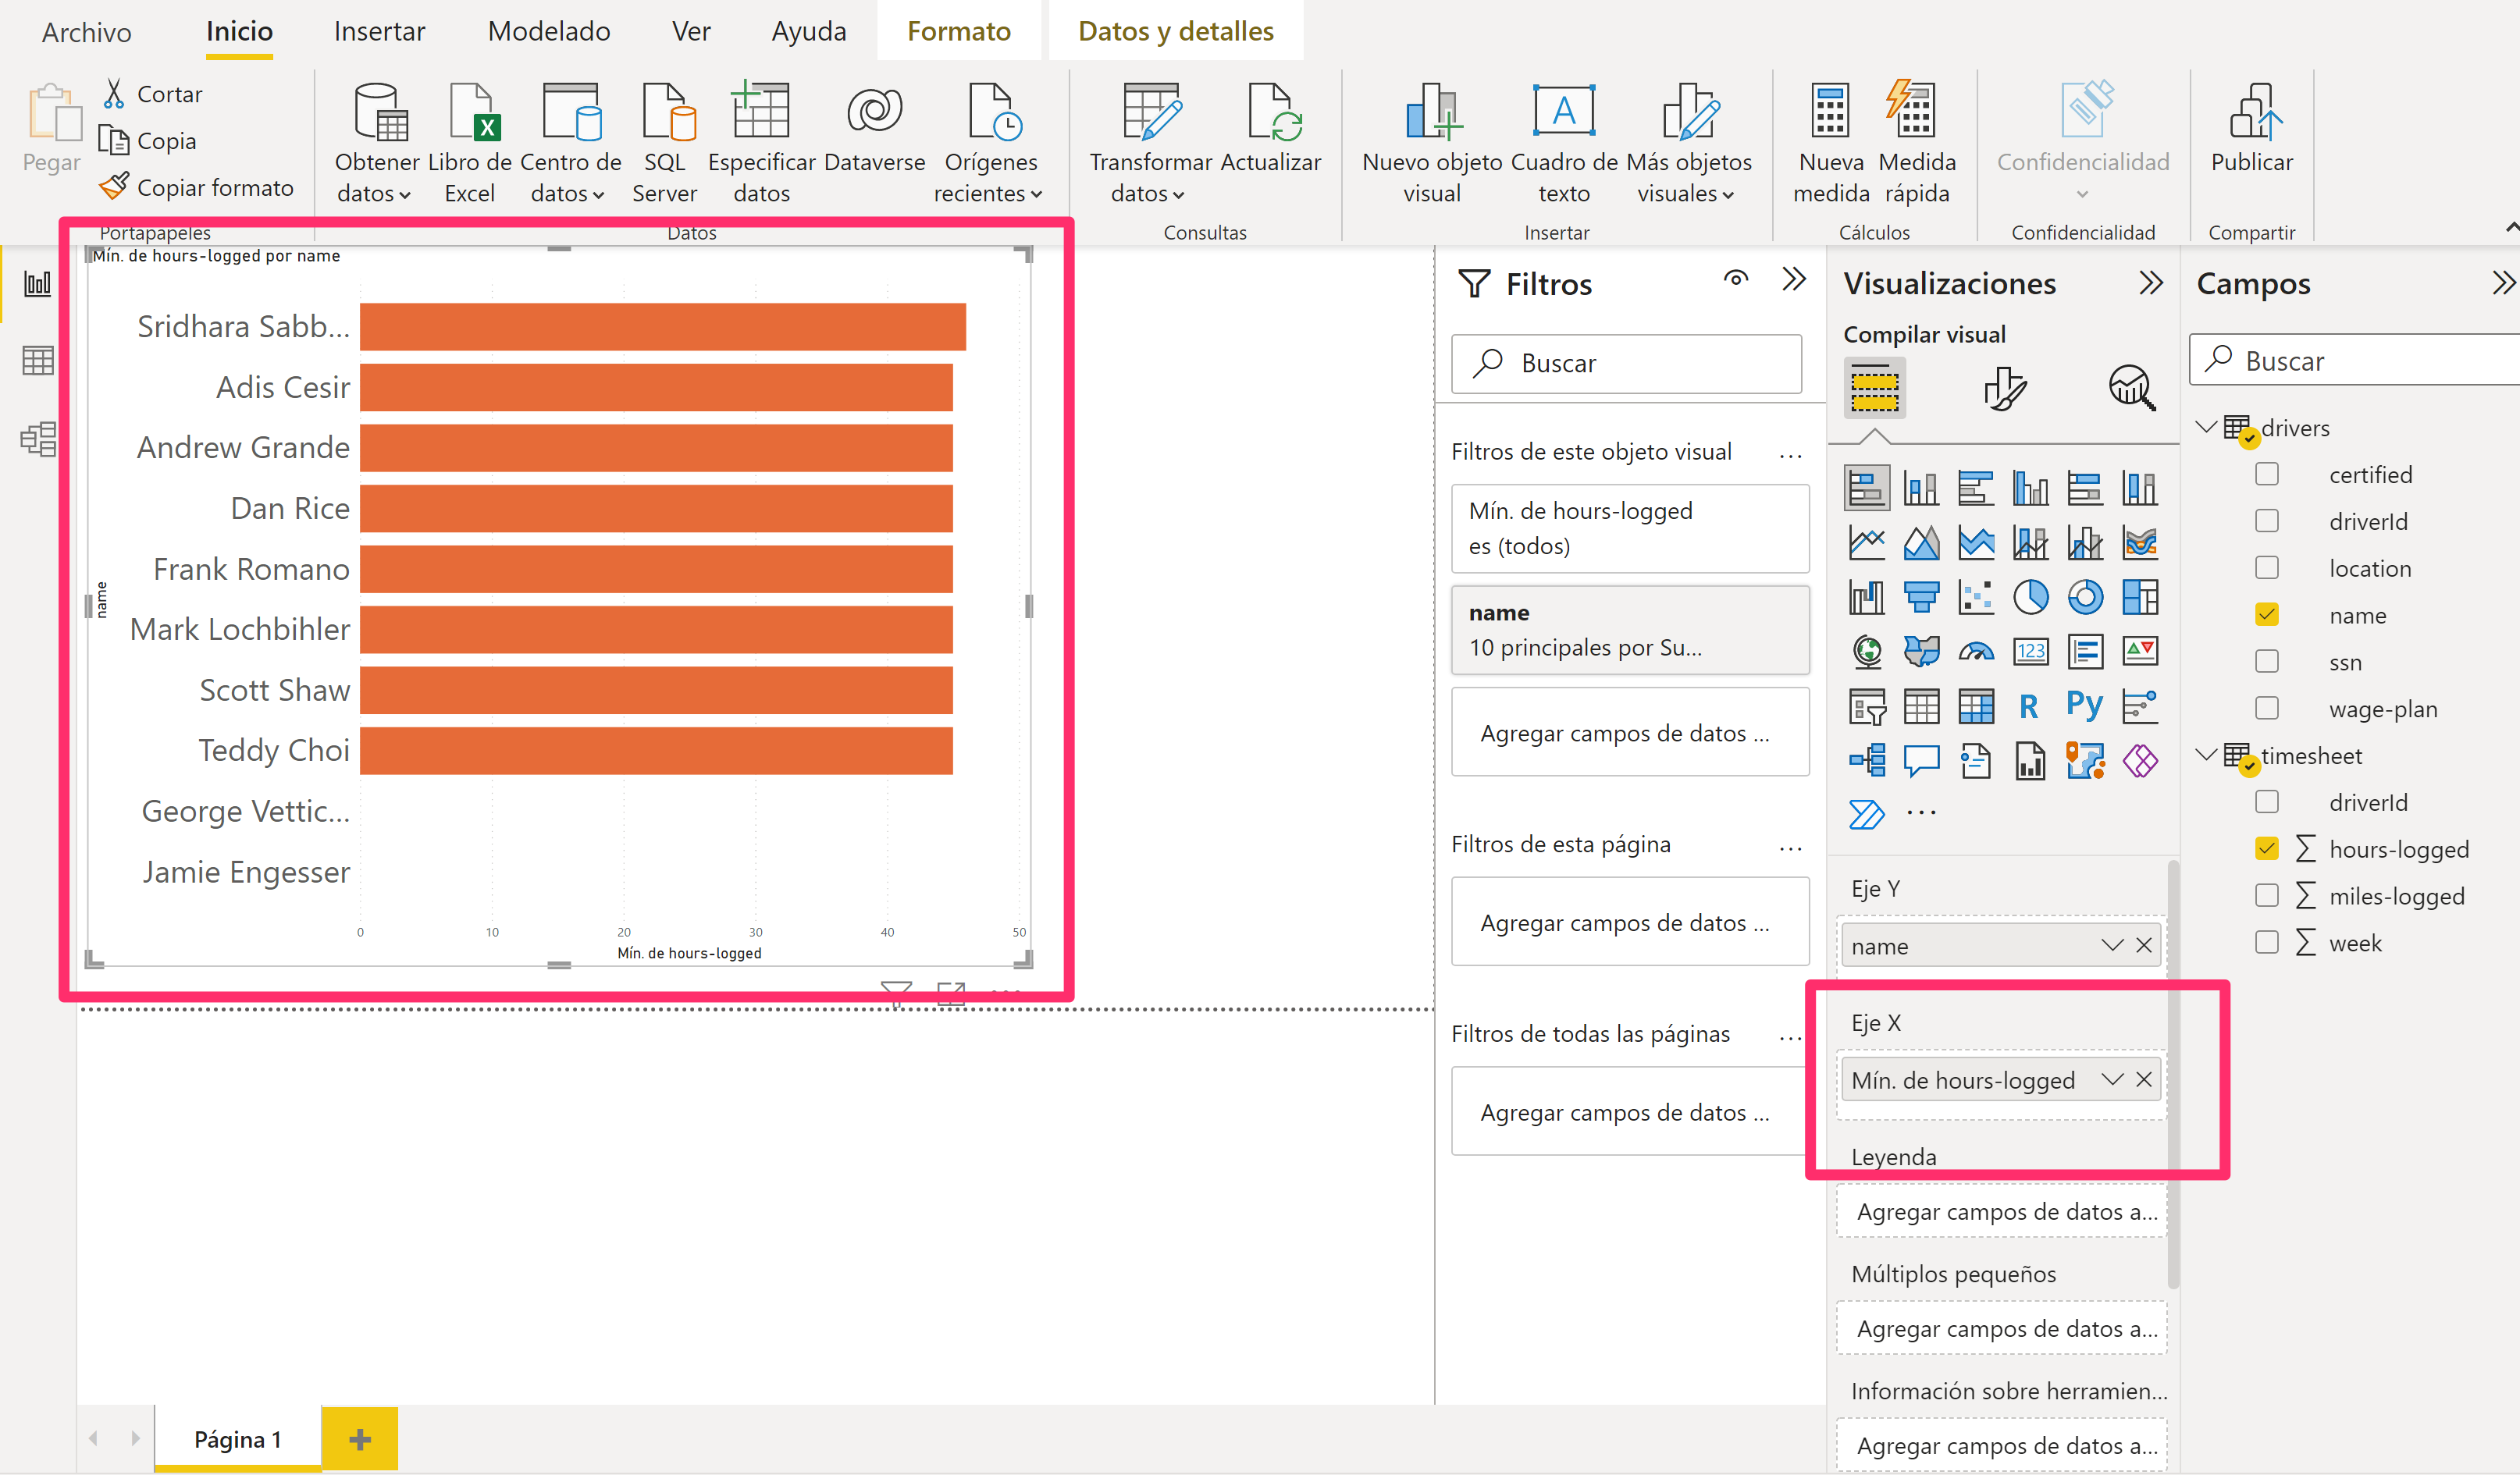 Archivo
Inicio
Insertar
Modelado
Ver
Ayuda
Formato
Datos y detalles
Pegar
Cortar
Copia
Copiar formato
Portapapeles
Obtener
datos
Libro de
Excel
Centro de
datos
SQL
Server
Especificar
datos
Dataverse
Orígenes
recientes
Datos
Transformar
datos
Actualizar
Consultas
Nuevo objeto
visual
Cuadro de
texto
Más objetos
visuales
Insertar
Nueva
medida
Medida
rápida
Cálculos
Confidencialidad
Confidencialidad
Publicar
Compartir
Mín. de hours-logged por name
name
Sridhara Sabb...
Adis Cesir
Andrew Grande
Dan Rice
Frank Romano
Mark Lochbihler
Scott Shaw
Teddy Choi
George Vettic...
Jamie Engesser
0 10 20 30 40 50
Mín. de hours-logged
Filtros
Buscar
Filtros de este objeto visual ...
Mín. de hours-logged
es (todos)
name
10 principales por Su...
Agregar campos de datos ...
Filtros de esta página ...
Agregar campos de datos ...
Filtros de todas las páginas ...
Agregar campos de datos ...
Visualizaciones
Compilar visual
123
R
Py
...
Eje Y
name
Eje X
Mín. de hours-logged
Leyenda
Agregar campos de datos a...
Múltiplos pequeños
Agregar campos de datos a...
Información sobre herramien...
Agregar campos de datos a...
Campos
Buscar
drivers
certified
driverId
location
name
ssn
wage-plan
timesheet
driverId
∑ hours-logged
∑ miles-logged
∑ week
Página 1
+